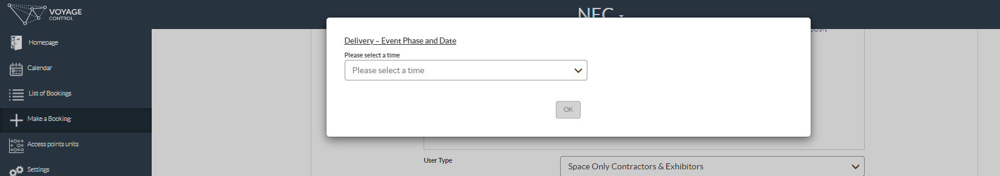 VOYAGE
CONTROL
NEC
Homepage
Calendar
List of Bookings
Make a Booking
Access points units
Settings
Delivery – Event Phase and Date
Please select a time
Please select a time
OK
User Type
Space Only Contractors & Exhibitors